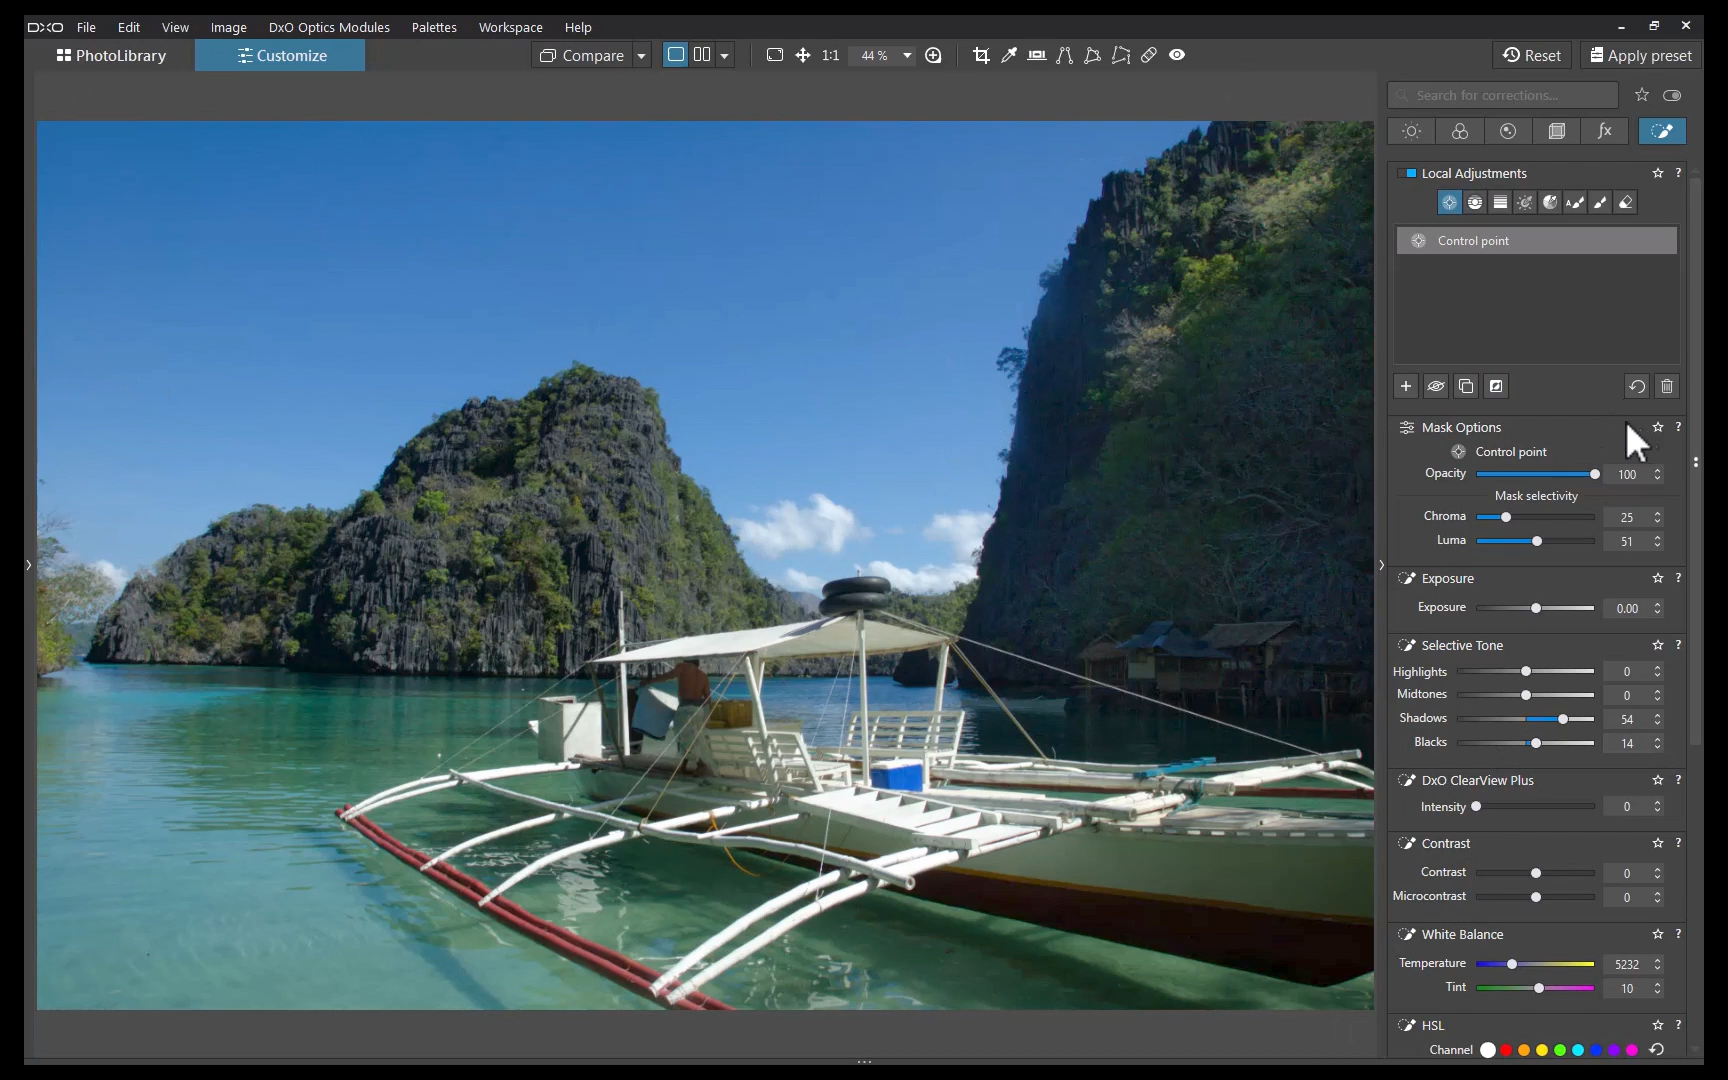 DXO File Edit View Image DxO Optics Modules Palettes Workspace Help
PhotoLibrary Customize Compare 1:1 44 % Reset Apply preset
Search for corrections...
fx
Local Adjustments ?
A
Control point
Mask Options ?
Control point
Opacity 100
Mask selectivity
Chroma 25
Luma 51
Exposure ?
Exposure 0.00
Selective Tone ?
Highlights 0
Midtones 0
Shadows 54
Blacks 14
DxO ClearView Plus ?
Intensity 0
Contrast ?
Contrast 0
Microcontrast 0
White Balance ?
Temperature 5232
Tint 10
HSL ?
Channel